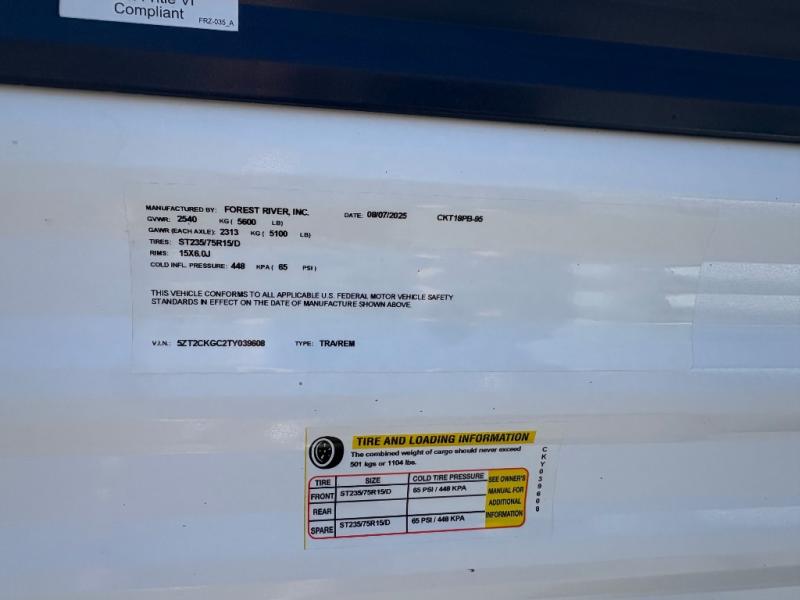 Compliant
FRZ-035_A
MANUFACTURED BY: FOREST RIVER, INC. DATE: 08/07/2025 CKT18PB-95
GVWR: 2540 KG ( 5600 LB)
GAWR (EACH AXLE): 2313 KG ( 5100 LB)
TIRES: ST235/75R15/D
RIMS: 15X6.0J
COLD INFL. PRESSURE: 448 KPA ( 65 PSI )
THIS VEHICLE CONFORMS TO ALL APPLICABLE U.S. FEDERAL MOTOR VEHICLE SAFETY
STANDARDS IN EFFECT ON THE DATE OF MANUFACTURE SHOWN ABOVE.
V.I.N.: 5ZT2CKGC2TY039608 TYPE: TRA/REM
TIRE AND LOADING INFORMATION
The combined weight of cargo should never exceed
501 kgs or 1104 lbs.
TIRE SIZE COLD TIRE PRESSURE
FRONT ST235/75R15/D 65 PSI / 448 KPA
REAR
SPARE ST235/75R15/D 65 PSI / 448 KPA
SEE OWNER'S
MANUAL FOR
ADDITIONAL
INFORMATION
CKY039608